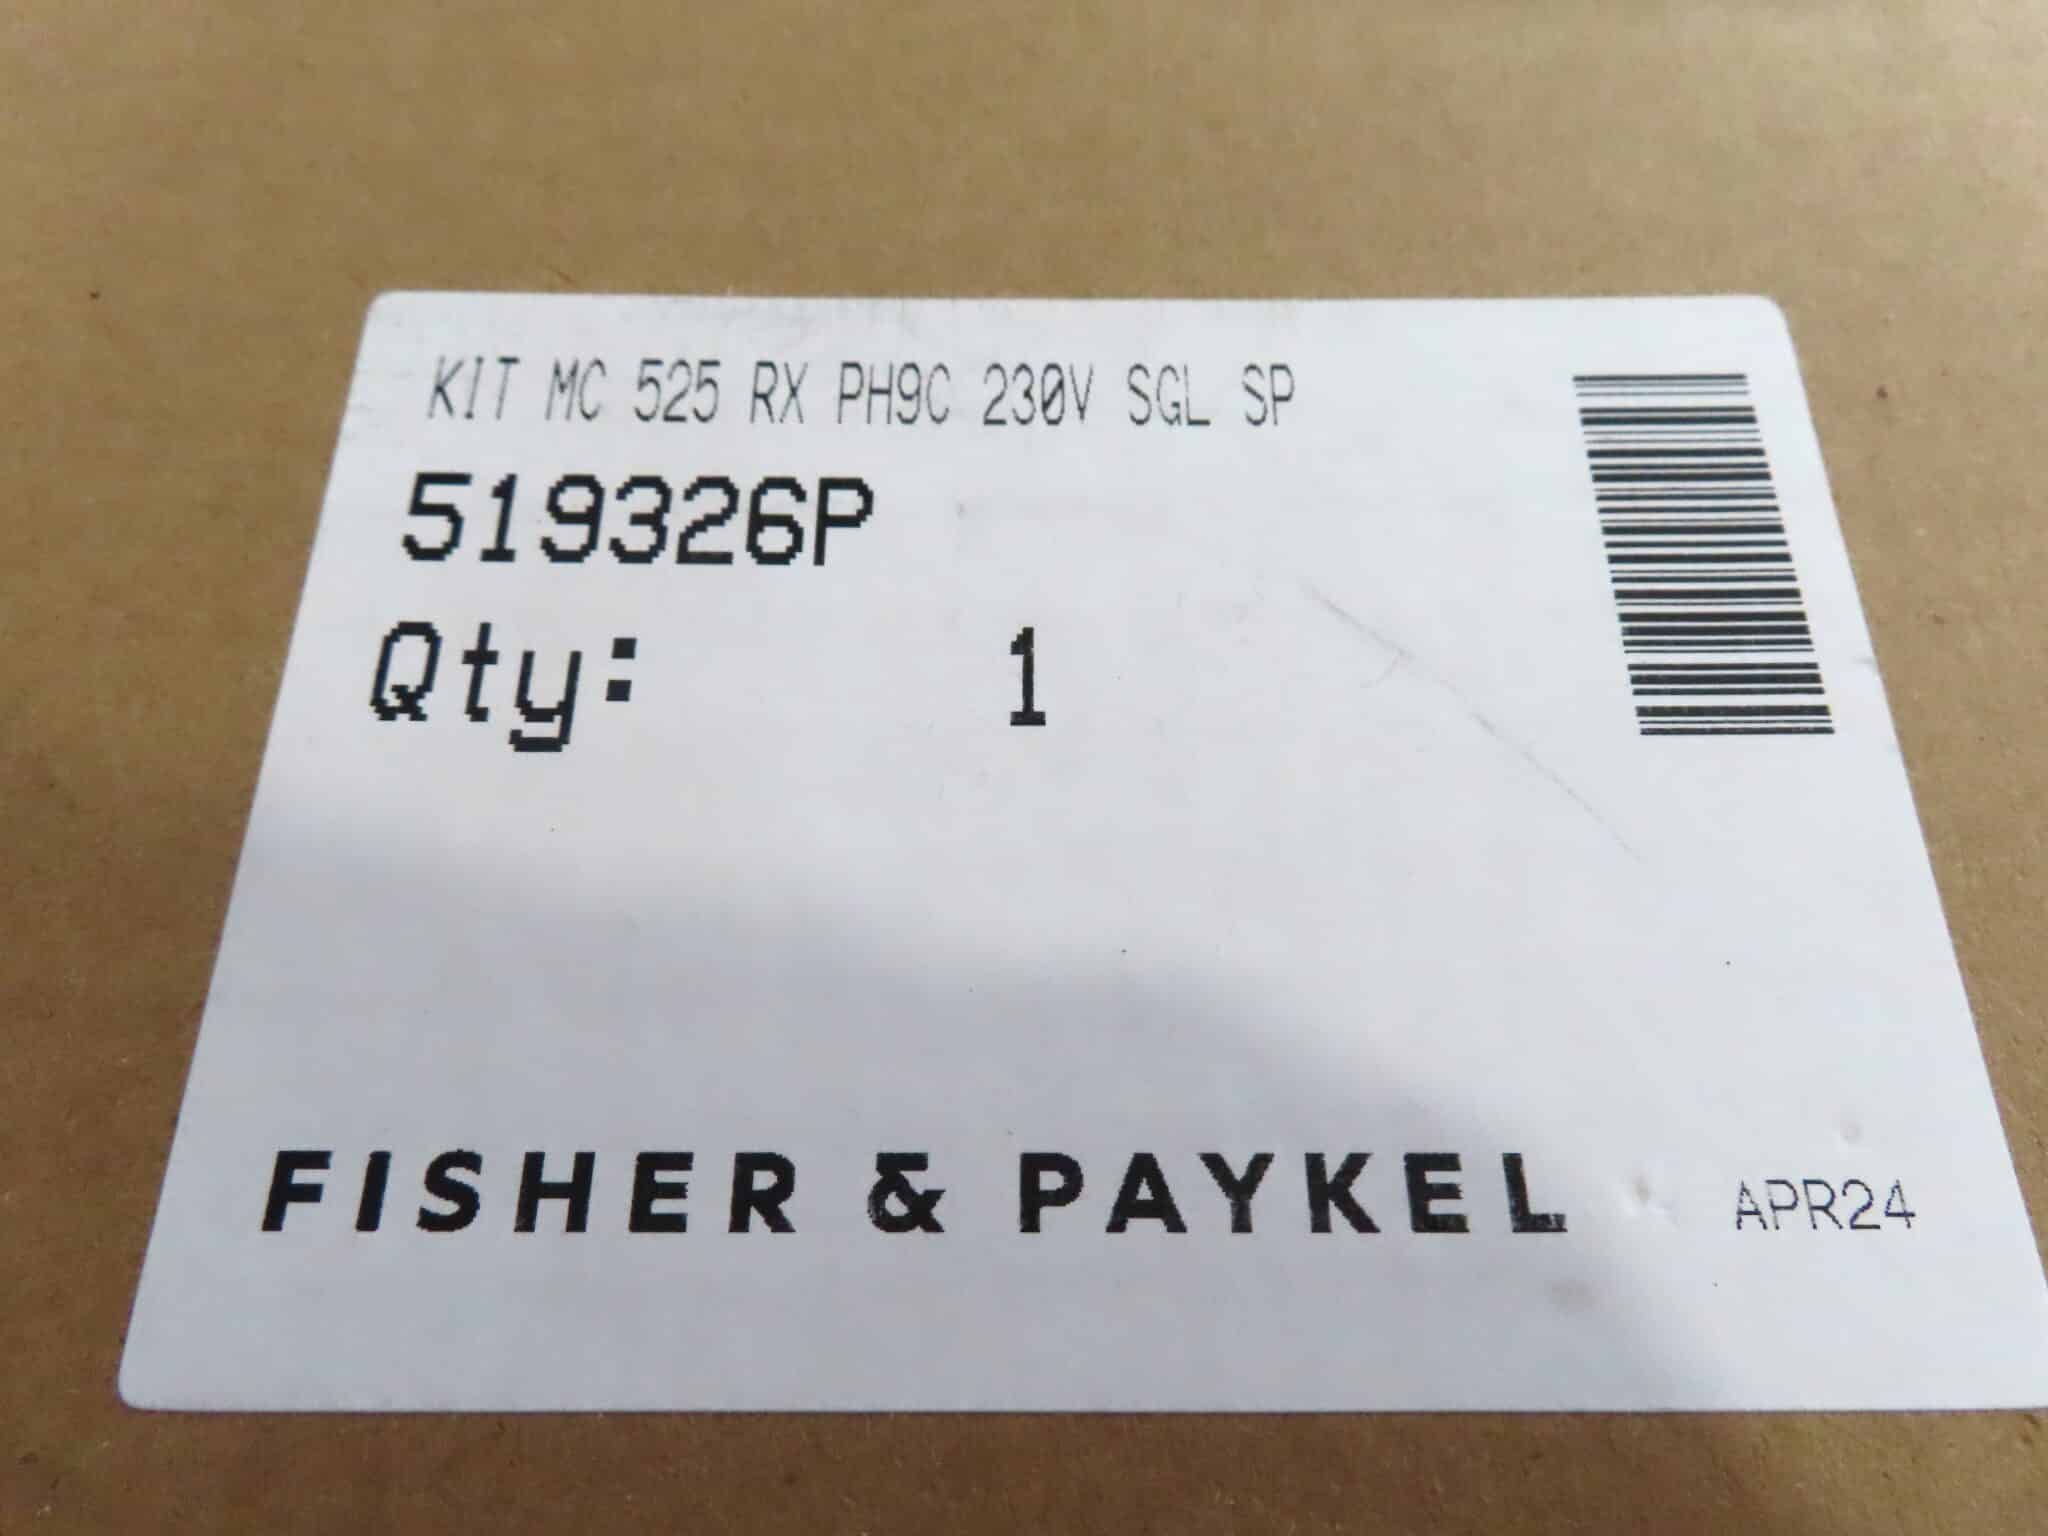 KIT MC 525 RX PH9C 230V SGL SP
519326P
Qty: 1
FISHER & PAYKEL APR24